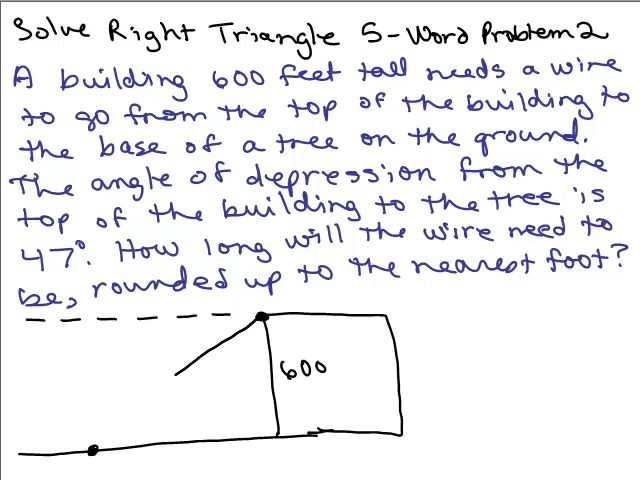 Solve Right Triangle 5-Word Problem 2
A building 600 feet tall needs a wire
to go from the top of the building to
the base of a tree on the ground.
The angle of depression from the
top of the building to the tree is
47°. How long will the wire need to
be, rounded up to the nearest foot?
600